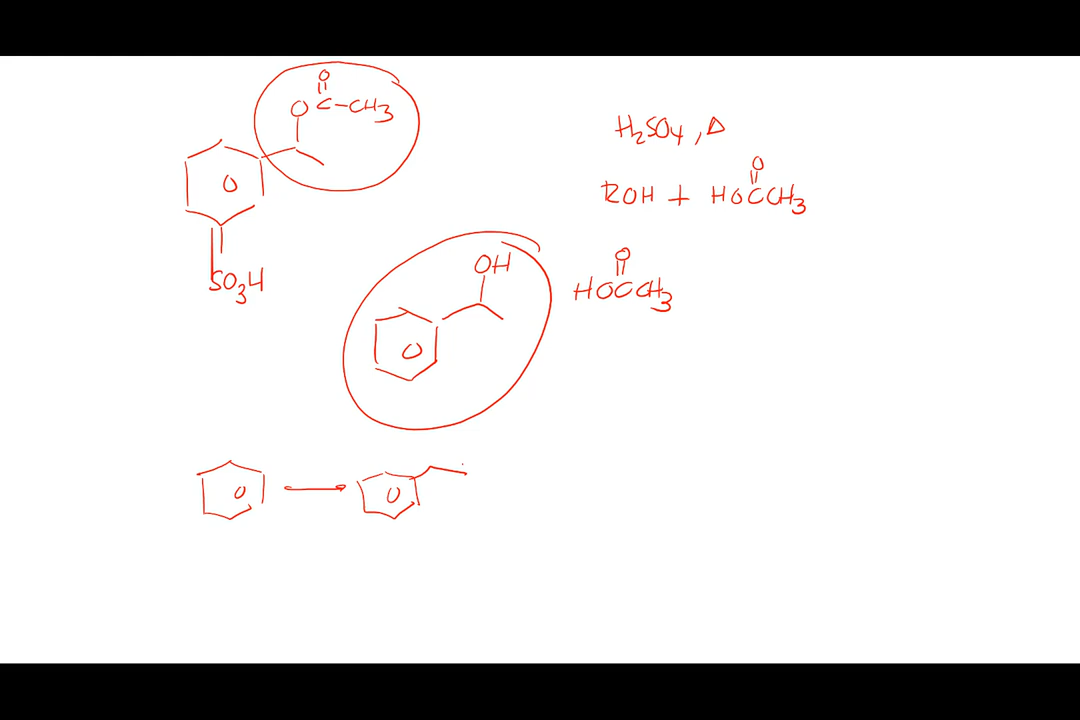 O
O C-CH3
O
SO3H
H2SO4, Δ
O
ROH + HOCCH3
OH
O
O
HOCCH3
O
O